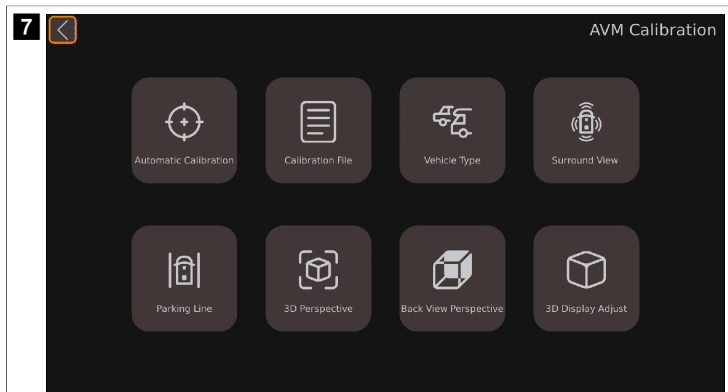 7
AVM Calibration
Automatic Calibration
Calibration File
Vehicle Type
Surround View
Parking Line
3D Perspective
Back View Perspective
3D Display Adjust